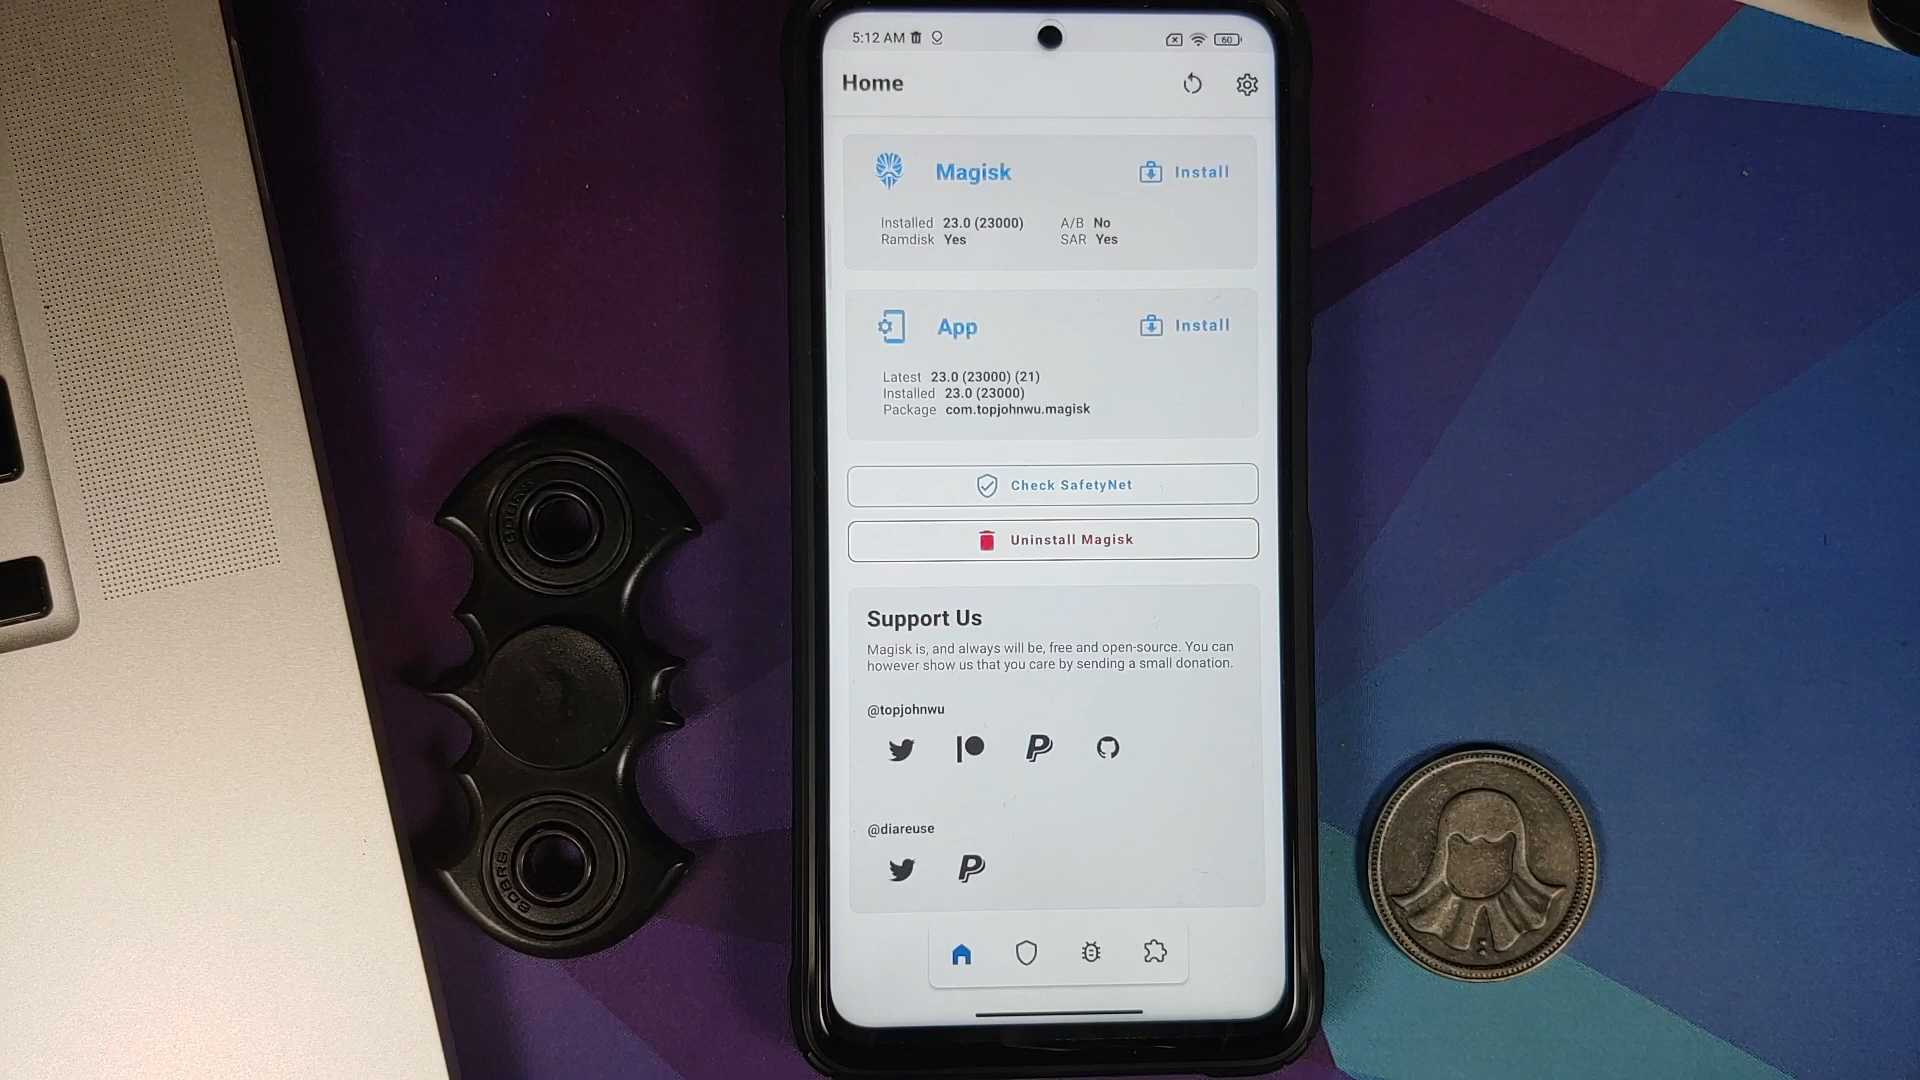 5:12 AM
60
Home
Magisk
Install
Installed 23.0 (23000)
A/B No
Ramdisk Yes
SAR Yes
App
Install
Latest 23.0 (23000) (21)
Installed 23.0 (23000)
Package com.topjohnwu.magisk
Check SafetyNet
Uninstall Magisk
Support Us
Magisk is, and always will be, free and open-source. You can
however show us that you care by sending a small donation.
@topjohnwu
@diareuse